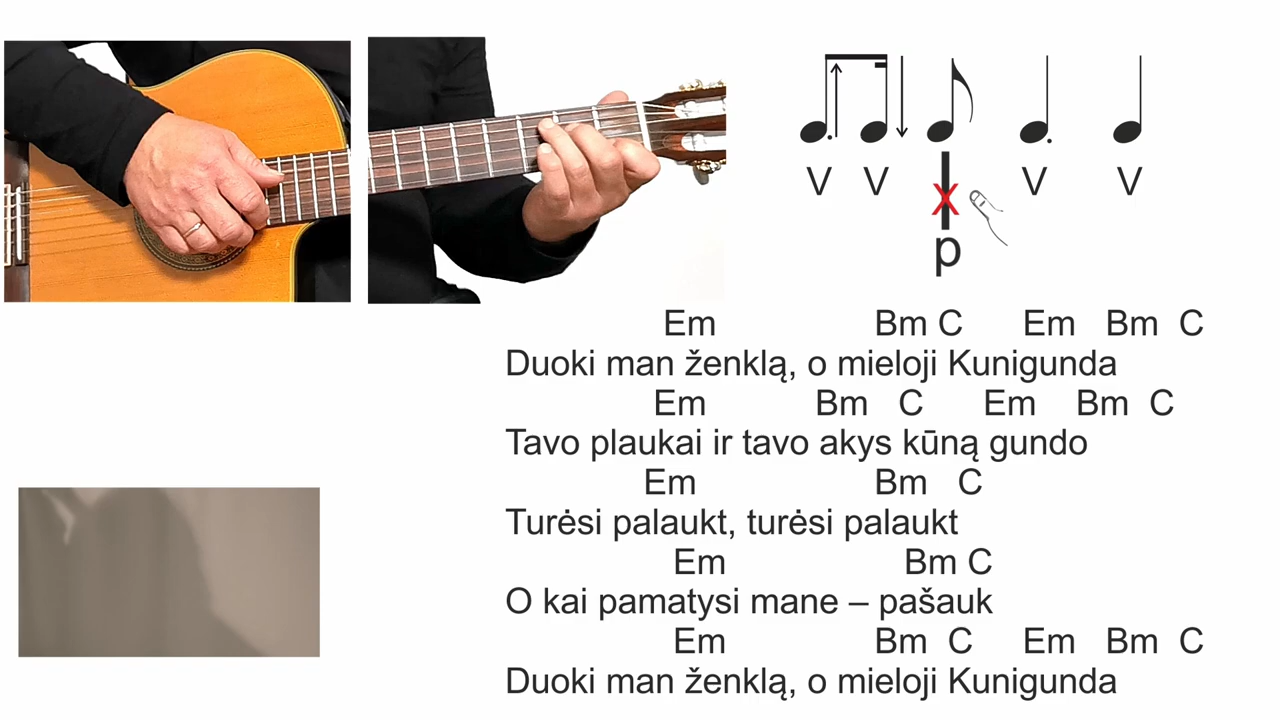 V V V V
X
p
Em Bm C Em Bm C
Duoki man ženklą, o mieloji Kunigunda
Em Bm C Em Bm C
Tavo plaukai ir tavo akys kūną gundo
Em Bm C
Turėsi palaukt, turėsi palaukt
Em Bm C
O kai pamatysi mane – pašauk
Em Bm C Em Bm C
Duoki man ženklą, o mieloji Kunigunda